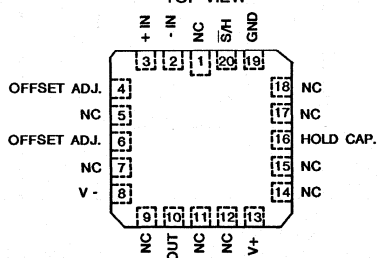 TOP VIEW
+ IN
- IN
NC
S̅/H
GND
3 2 1 20 19
OFFSET ADJ. 4
18 NC
NC 5
17 NC
OFFSET ADJ. 6
16 HOLD CAP.
NC 7
15 NC
V - 8
14 NC
9 10 11 12 13
NC
OUT
NC
NC
V+